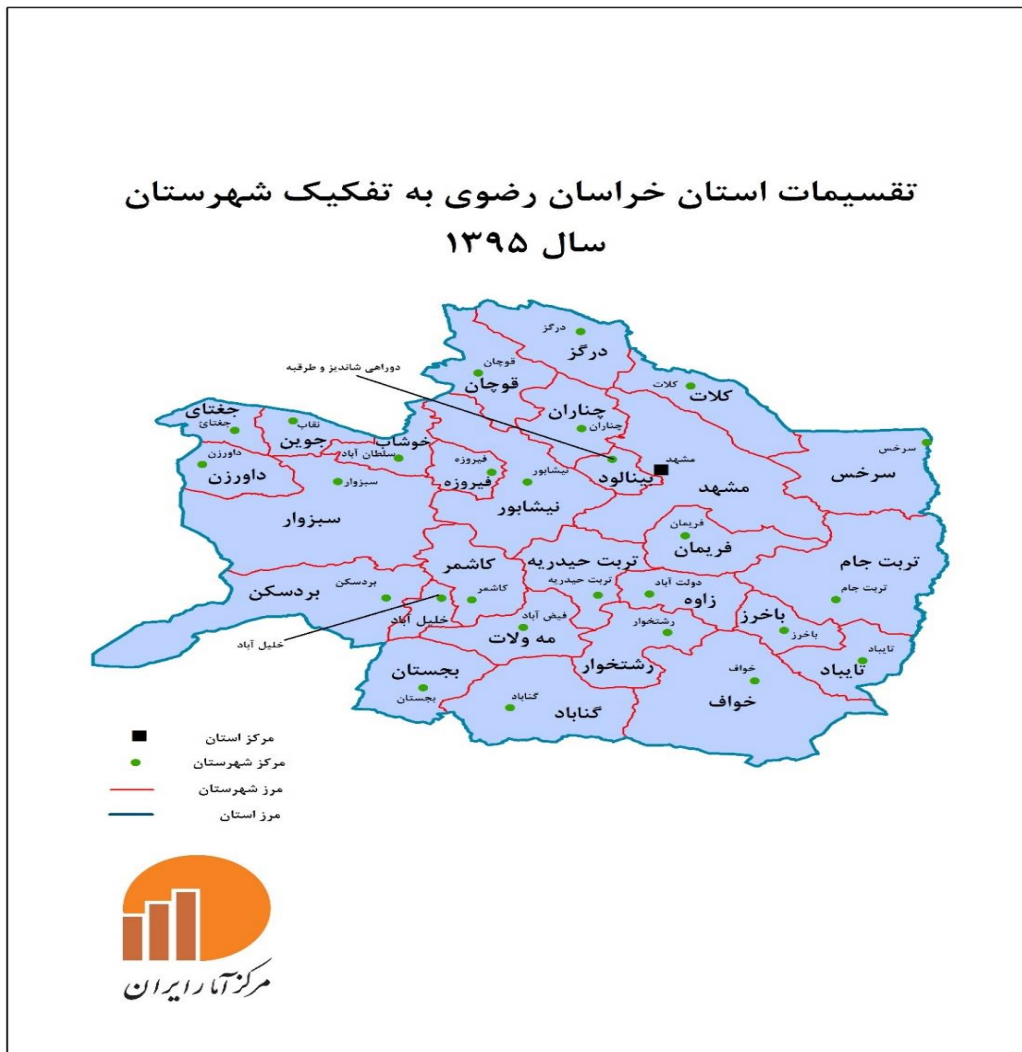 تقسیمات استان خراسان رضوی به تفکیک شهرستان
سال ۱۳۹۵
درگز
درگز
دوراهی شاندیز و طرقبه
قوچان
قوچان
کلات
کلات
چناران
چناران
جغتای
جغتائ
نقاب
جوین
خوشاب
سلطان آباد
سرخس
سرخس
داورزن
داورزن
فیروزه
فیروزه
نیشابور
نیشابور
بینالود
مشهد
مشهد
سبزوار
سبزوار
فریمان
فریمان
کاشمر
کاشمر
تربت حیدریه
تربت حیدریه
تربت جام
تربت جام
بردسکن
بردسکن
دولت آباد
زاوه
خلیل آباد
خلیل آباد
فیض آباد
مه ولات
رشتخوار
رشتخوار
باخرز
باخرز
تایباد
تایباد
بجستان
بجستان
گناباد
گناباد
خواف
خواف
مرکز استان
مرکز شهرستان
مرز شهرستان
مرز استان
مرکز آمار ایران